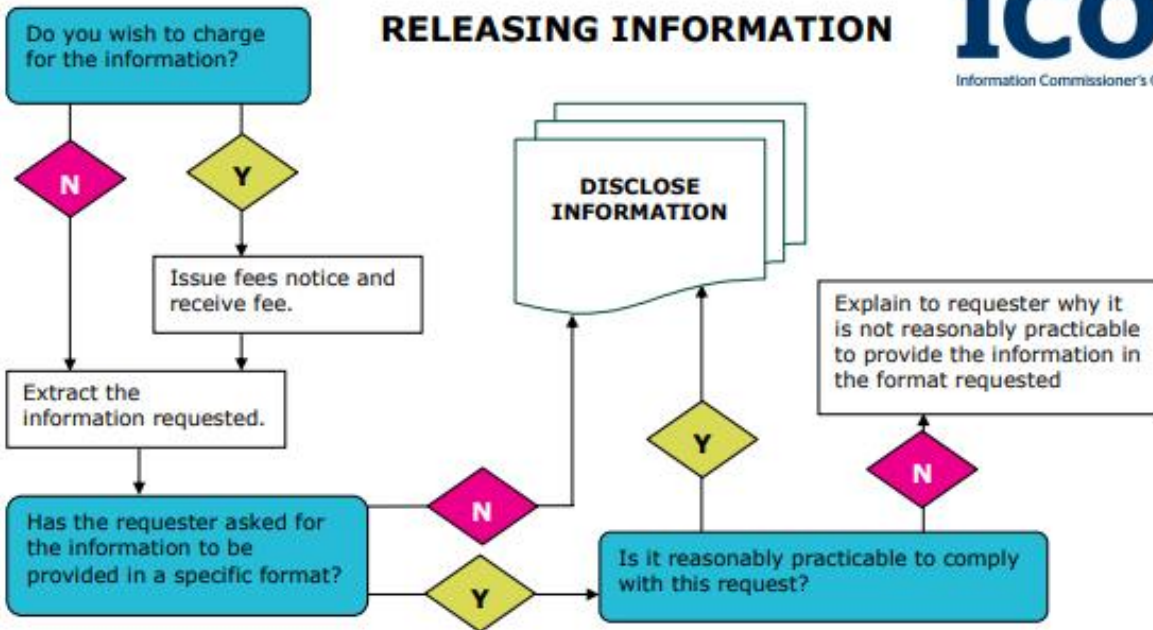 RELEASING INFORMATION
ico
Information Commissioner's
Do you wish to charge
for the information?
N
Y
Issue fees notice and
receive fee.
Extract the
information requested.
Has the requester asked for
the information to be
provided in a specific format?
N
Y
DISCLOSE
INFORMATION
Is it reasonably practicable to comply
with this request?
Y
N
Explain to requester why it
is not reasonably practicable
to provide the information in
the format requested